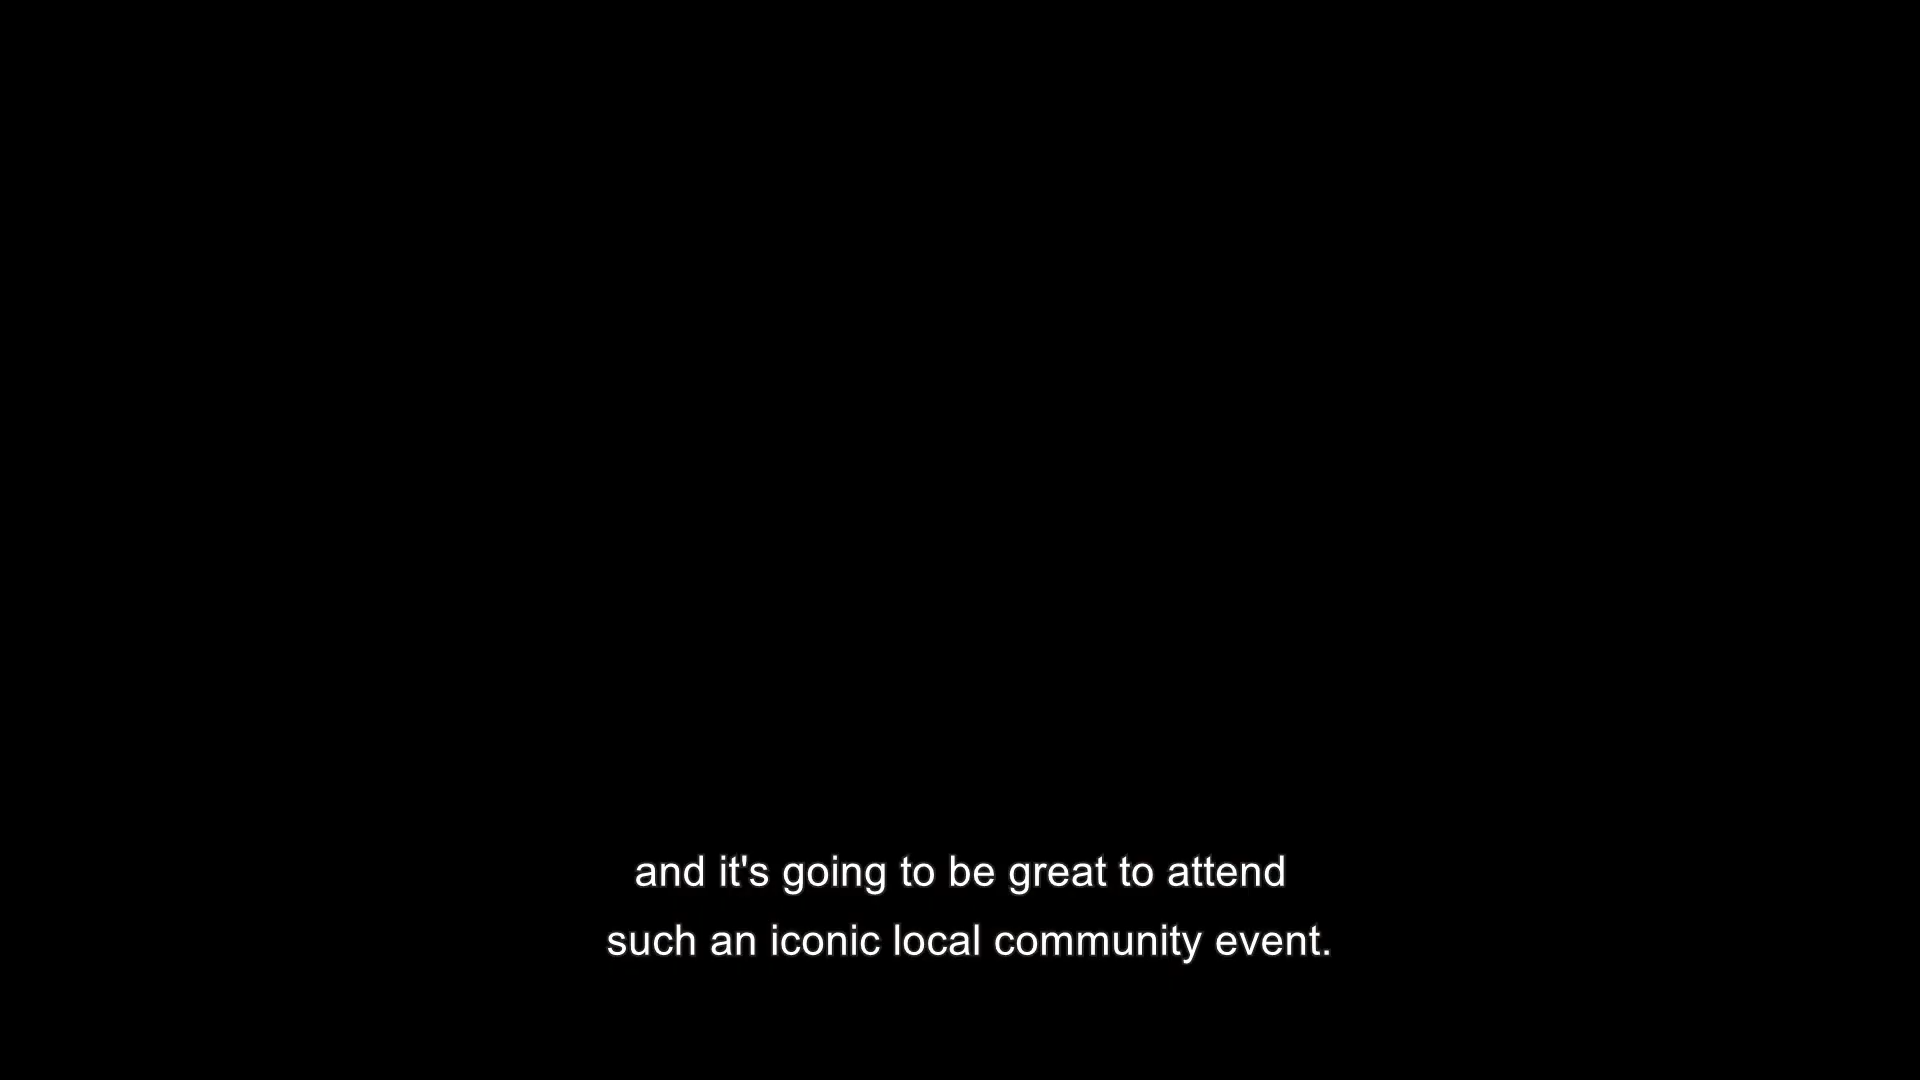 and it's going to be great to attend
such an iconic local community event.